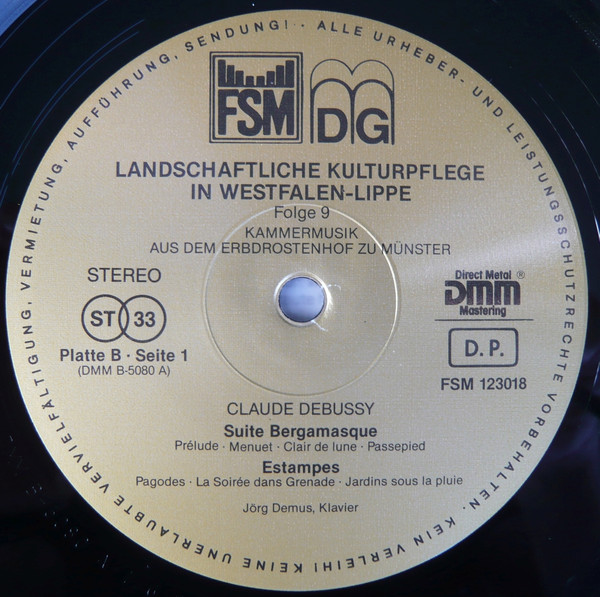 ALLE URHEBER- UND LEISTUNGSSCHUTZRECHTE VORBEHALTEN. KEIN VERLEIH! KEINE UNERLAUBTE VERVIELFÄLTIGUNG, VERMIETUNG, AUFFÜHRUNG, SENDUNG! ·
FSM MDG
LANDSCHAFTLICHE KULTURPFLEGE
IN WESTFALEN-LIPPE
Folge 9
KAMMERMUSIK
AUS DEM ERBDROSTENHOF ZU MÜNSTER
STEREO
ST 33
Platte B · Seite 1
(DMM B-5080 A)
Direct Metal ®
DMM
Mastering
D. P.
FSM 123018
CLAUDE DEBUSSY
Suite Bergamasque
Prélude · Menuet · Clair de lune · Passepied
Estampes
Pagodes · La Soirée dans Grenade · Jardins sous la pluie
Jörg Demus, Klavier